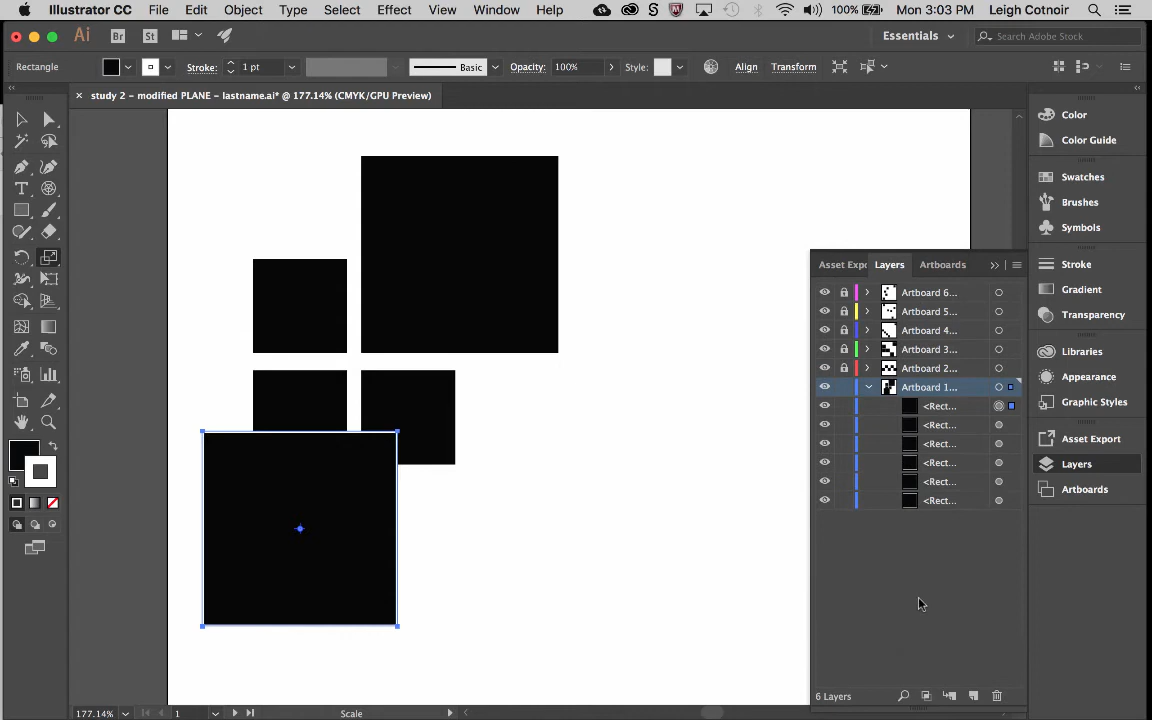 Illustrator CC File Edit Object Type Select Effect View Window Help 100% Mon 3:03 PM Leigh Cotnoir
Ai Br St Essentials Search Adobe Stock
Rectangle Stroke: 1 pt Basic Opacity: 100% Style: Align Transform
× study 2 – modified PLANE – lastname.ai* @ 177.14% (CMYK/GPU Preview)
Color
Color Guide
Swatches
Brushes
Symbols
Stroke
Gradient
Transparency
Libraries
Appearance
Graphic Styles
Asset Export
Layers
Artboards
Asset Expo Layers Artboards
Artboard 6...
Artboard 5...
Artboard 4...
Artboard 3...
Artboard 2...
Artboard 1...
<Rect...
<Rect...
<Rect...
<Rect...
<Rect...
<Rect...
6 Layers
177.14% 1 Scale